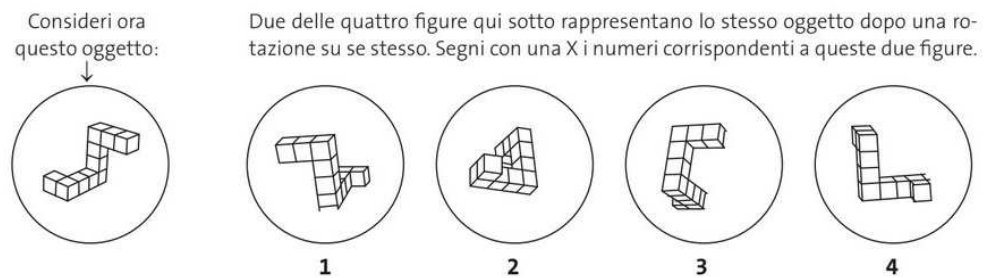 Consideri ora
questo oggetto:
Due delle quattro figure qui sotto rappresentano lo stesso oggetto dopo una ro-
tazione su se stesso. Segni con una X i numeri corrispondenti a queste due figure.
1 2 3 4